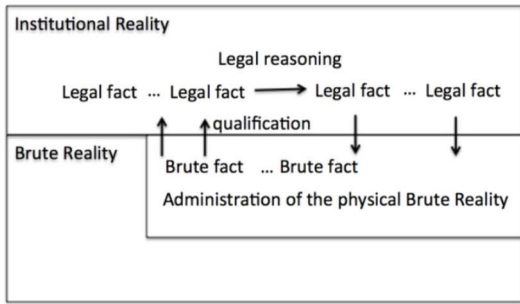 Institutional Reality
Legal reasoning
Legal fact ... Legal fact Legal fact ... Legal fact
qualification
Brute Reality
Brute fact ... Brute fact
Administration of the physical Brute Reality